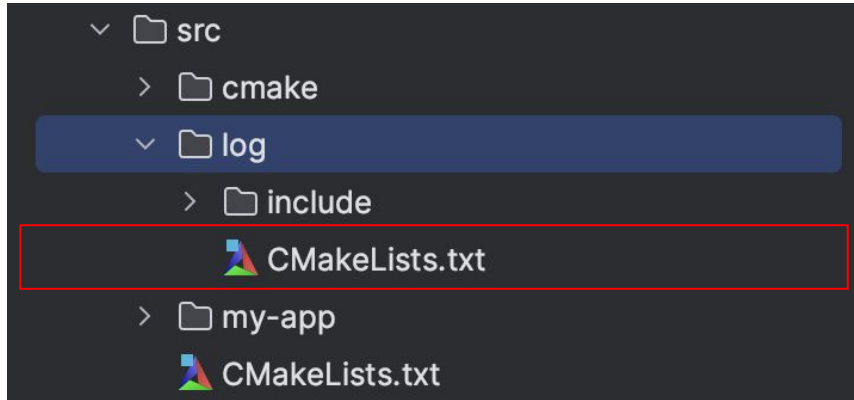 src
cmake
log
include
CMakeLists.txt
my-app
CMakeLists.txt